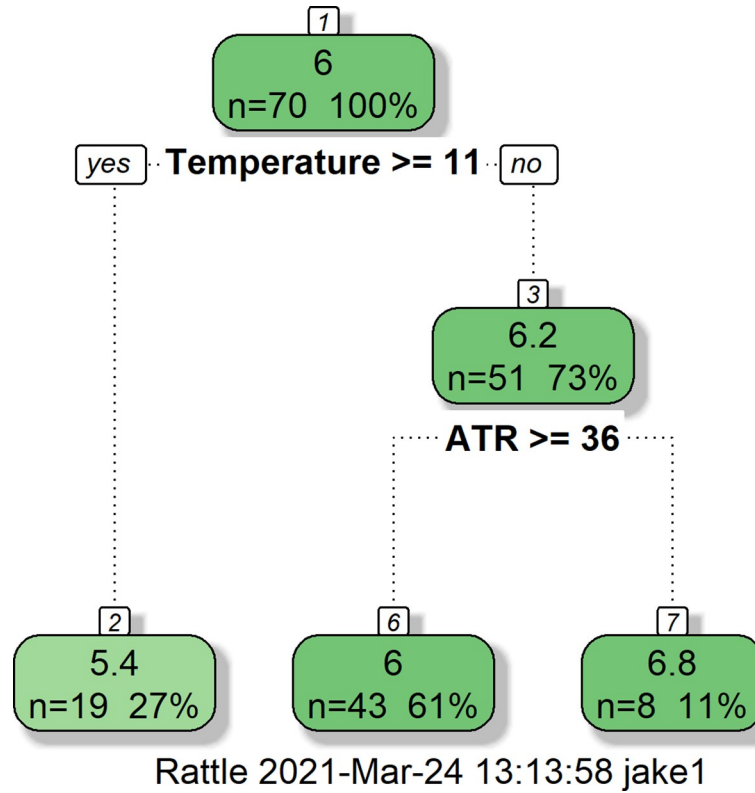 1
6
n=70 100%
yes Temperature >= 11 no
3
6.2
n=51 73%
ATR >= 36
2 6 7
5.4 6 6.8
n=19 27% n=43 61% n=8 11%
Rattle 2021-Mar-24 13:13:58 jake1